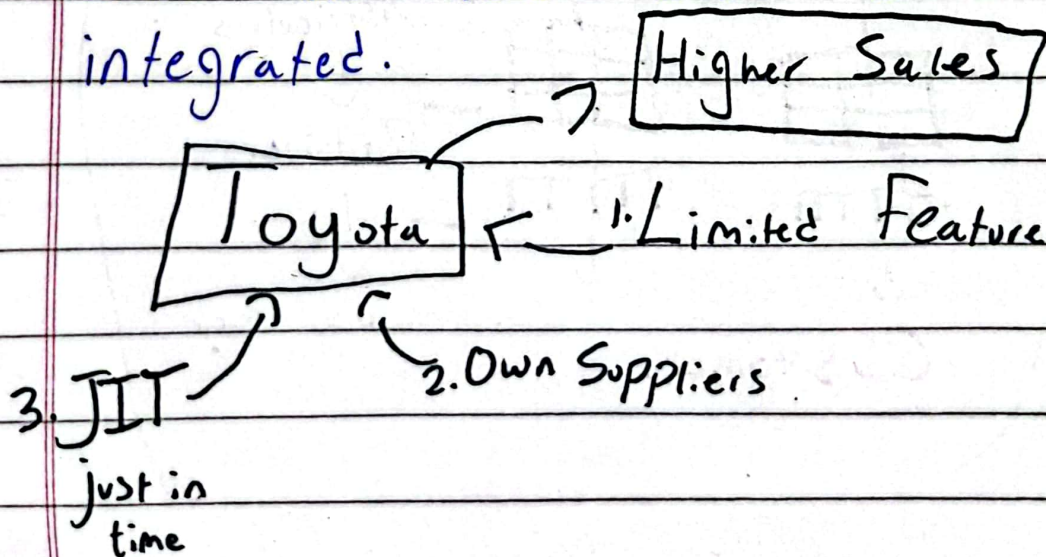 integrated.
Higher Sales
Toyota
1. Limited Feature
2. Own Suppliers
3. JIT
just in
time